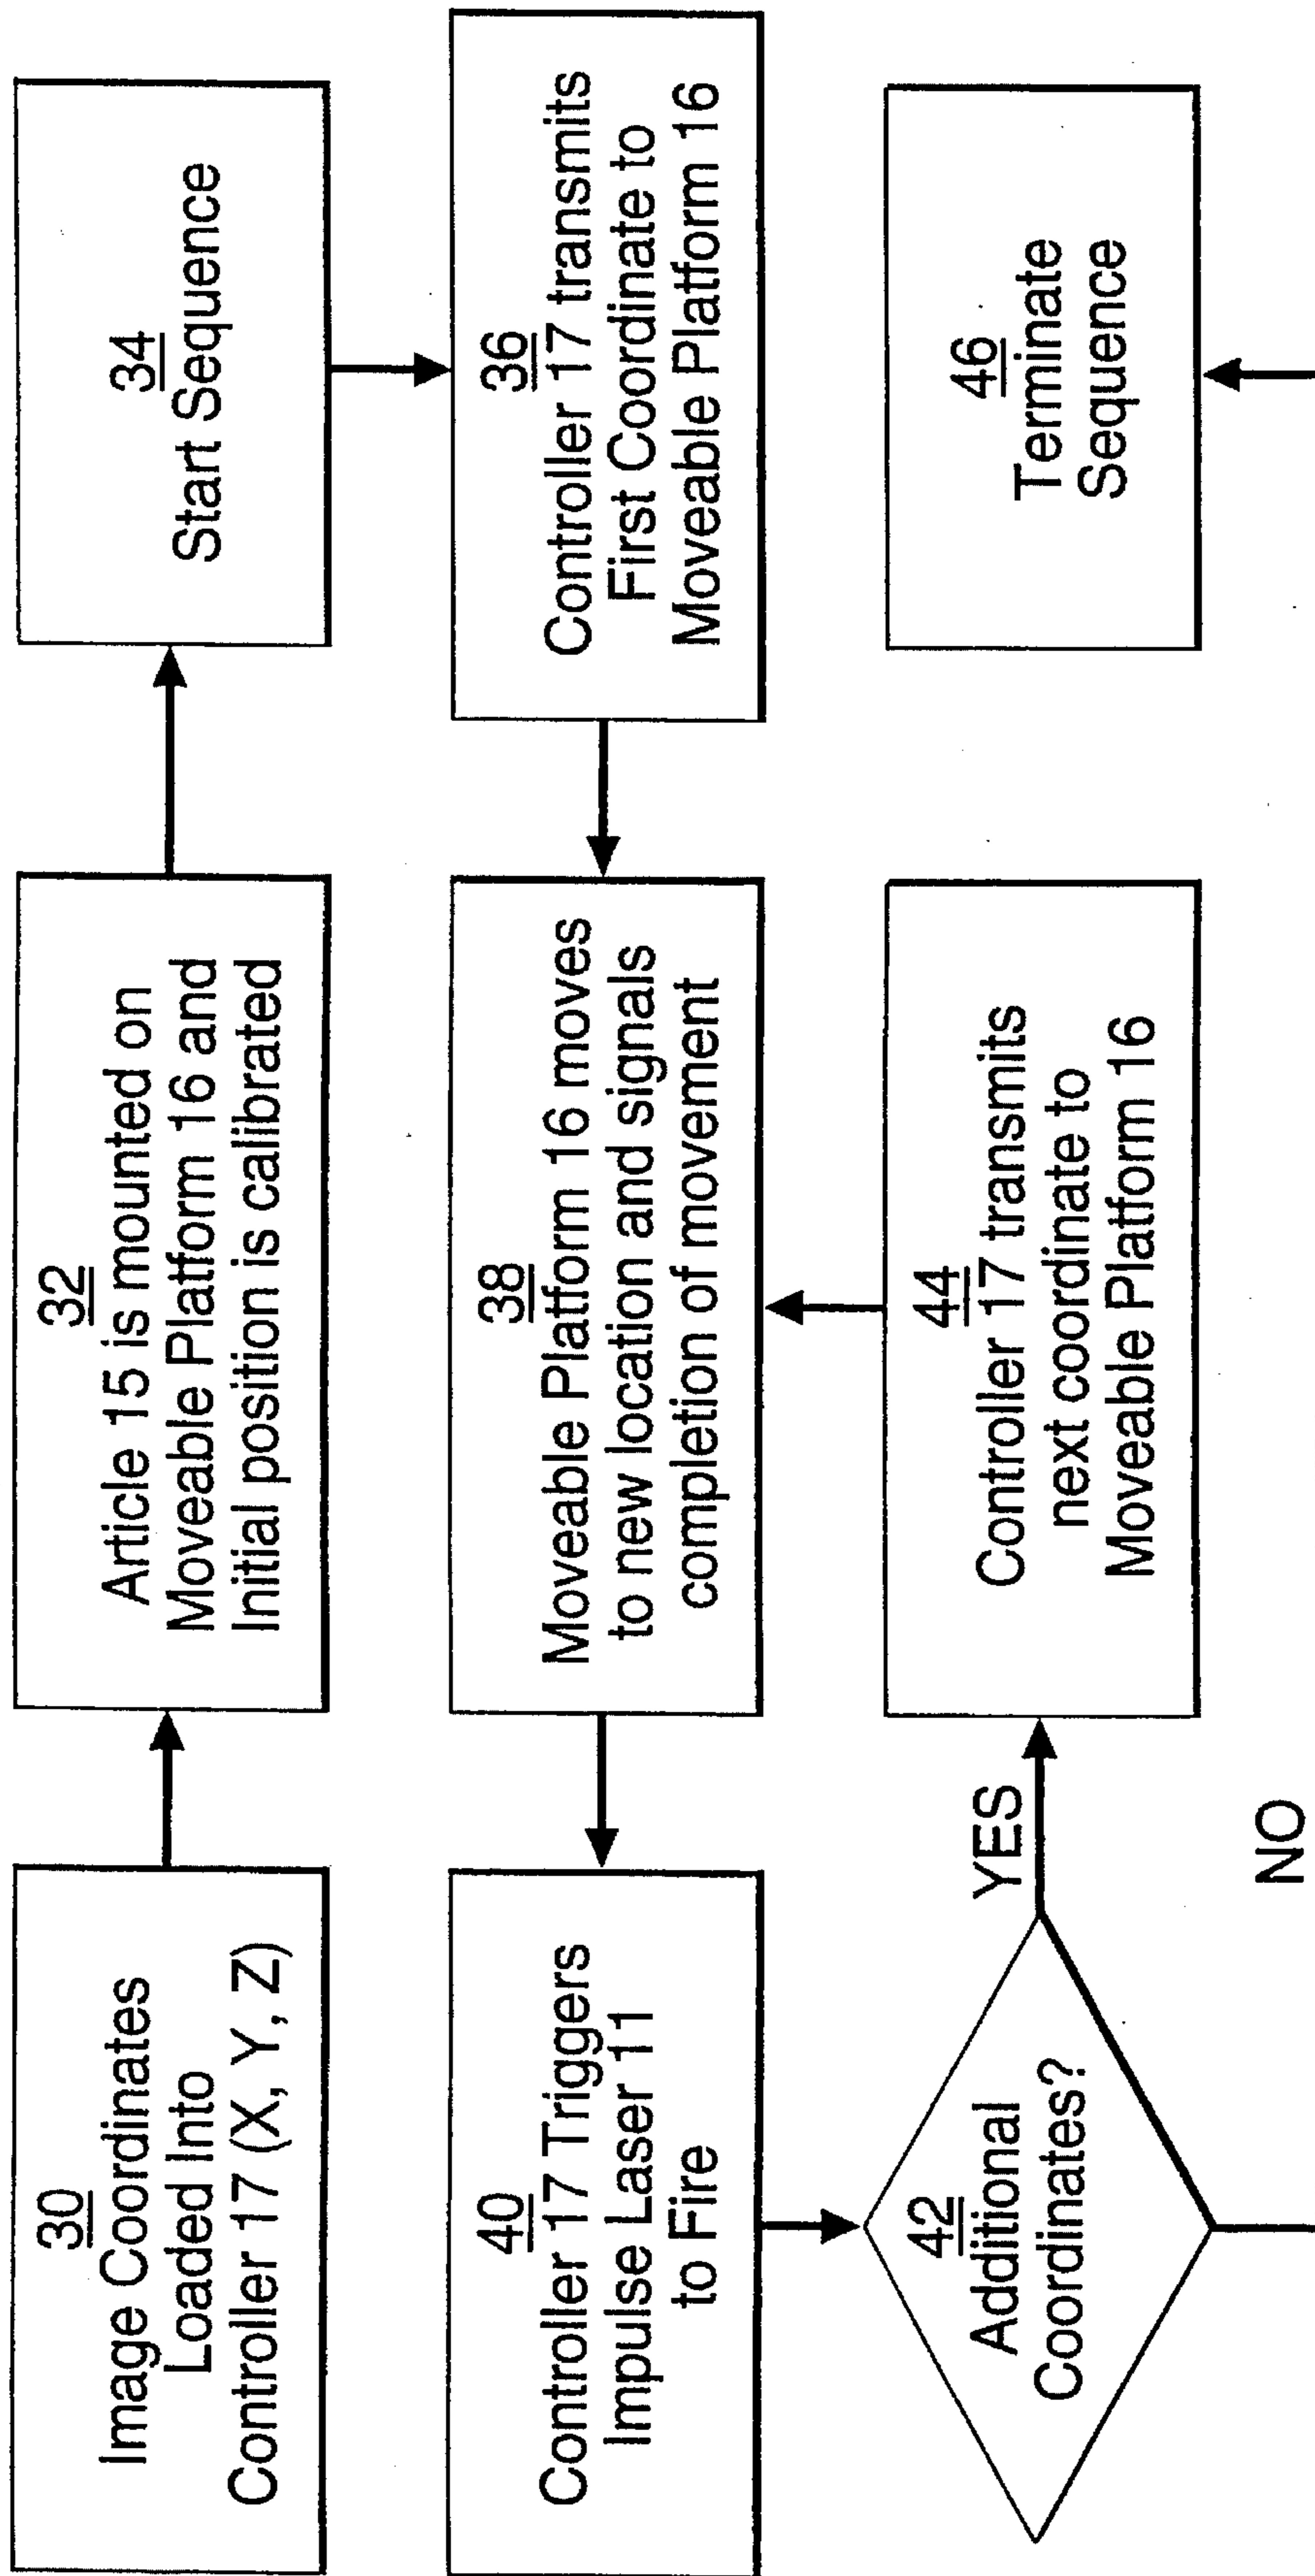 30
Image Coordinates
Loaded Into
Controller 17 (X, Y, Z)
32
Article 15 is mounted on
Moveable Platform 16 and
Initial position is calibrated
34
Start Sequence
36
Controller 17 transmits
First Coordinate to
Moveable Platform 16
38
Moveable Platform 16 moves
to new location and signals
completion of movement
40
Controller 17 Triggers
Impulse Laser 11
to Fire
42
Additional
Coordinates?
YES
44
Controller 17 transmits
next coordinate to
Moveable Platform 16
NO
46
Terminate
Sequence